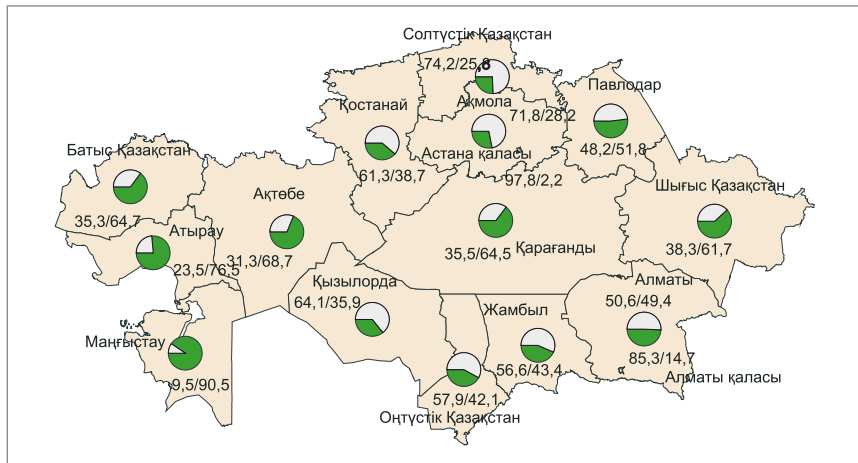 Солтүстік Қазақстан
74,2/25,8
Павлодар
Қостанай
Ақмола
71,8/28,2
48,2/51,8
Астана қаласы
Батыс Қазақстан
61,3/38,7
97,8/2,2
Шығыс Қазақстан
Ақтөбе
35,3/64,7
Атырау
38,3/61,7
Қарағанды
35,5/64,5
31,3/68,7
23,5/76,5
Қызылорда
Алматы
64,1/35,9
50,6/49,4
Жамбыл
Маңғыстау
85,3/14,7
56,6/43,4
Алматы қаласы
9,5/90,5
57,9/42,1
Оңтүстік Қазақстан